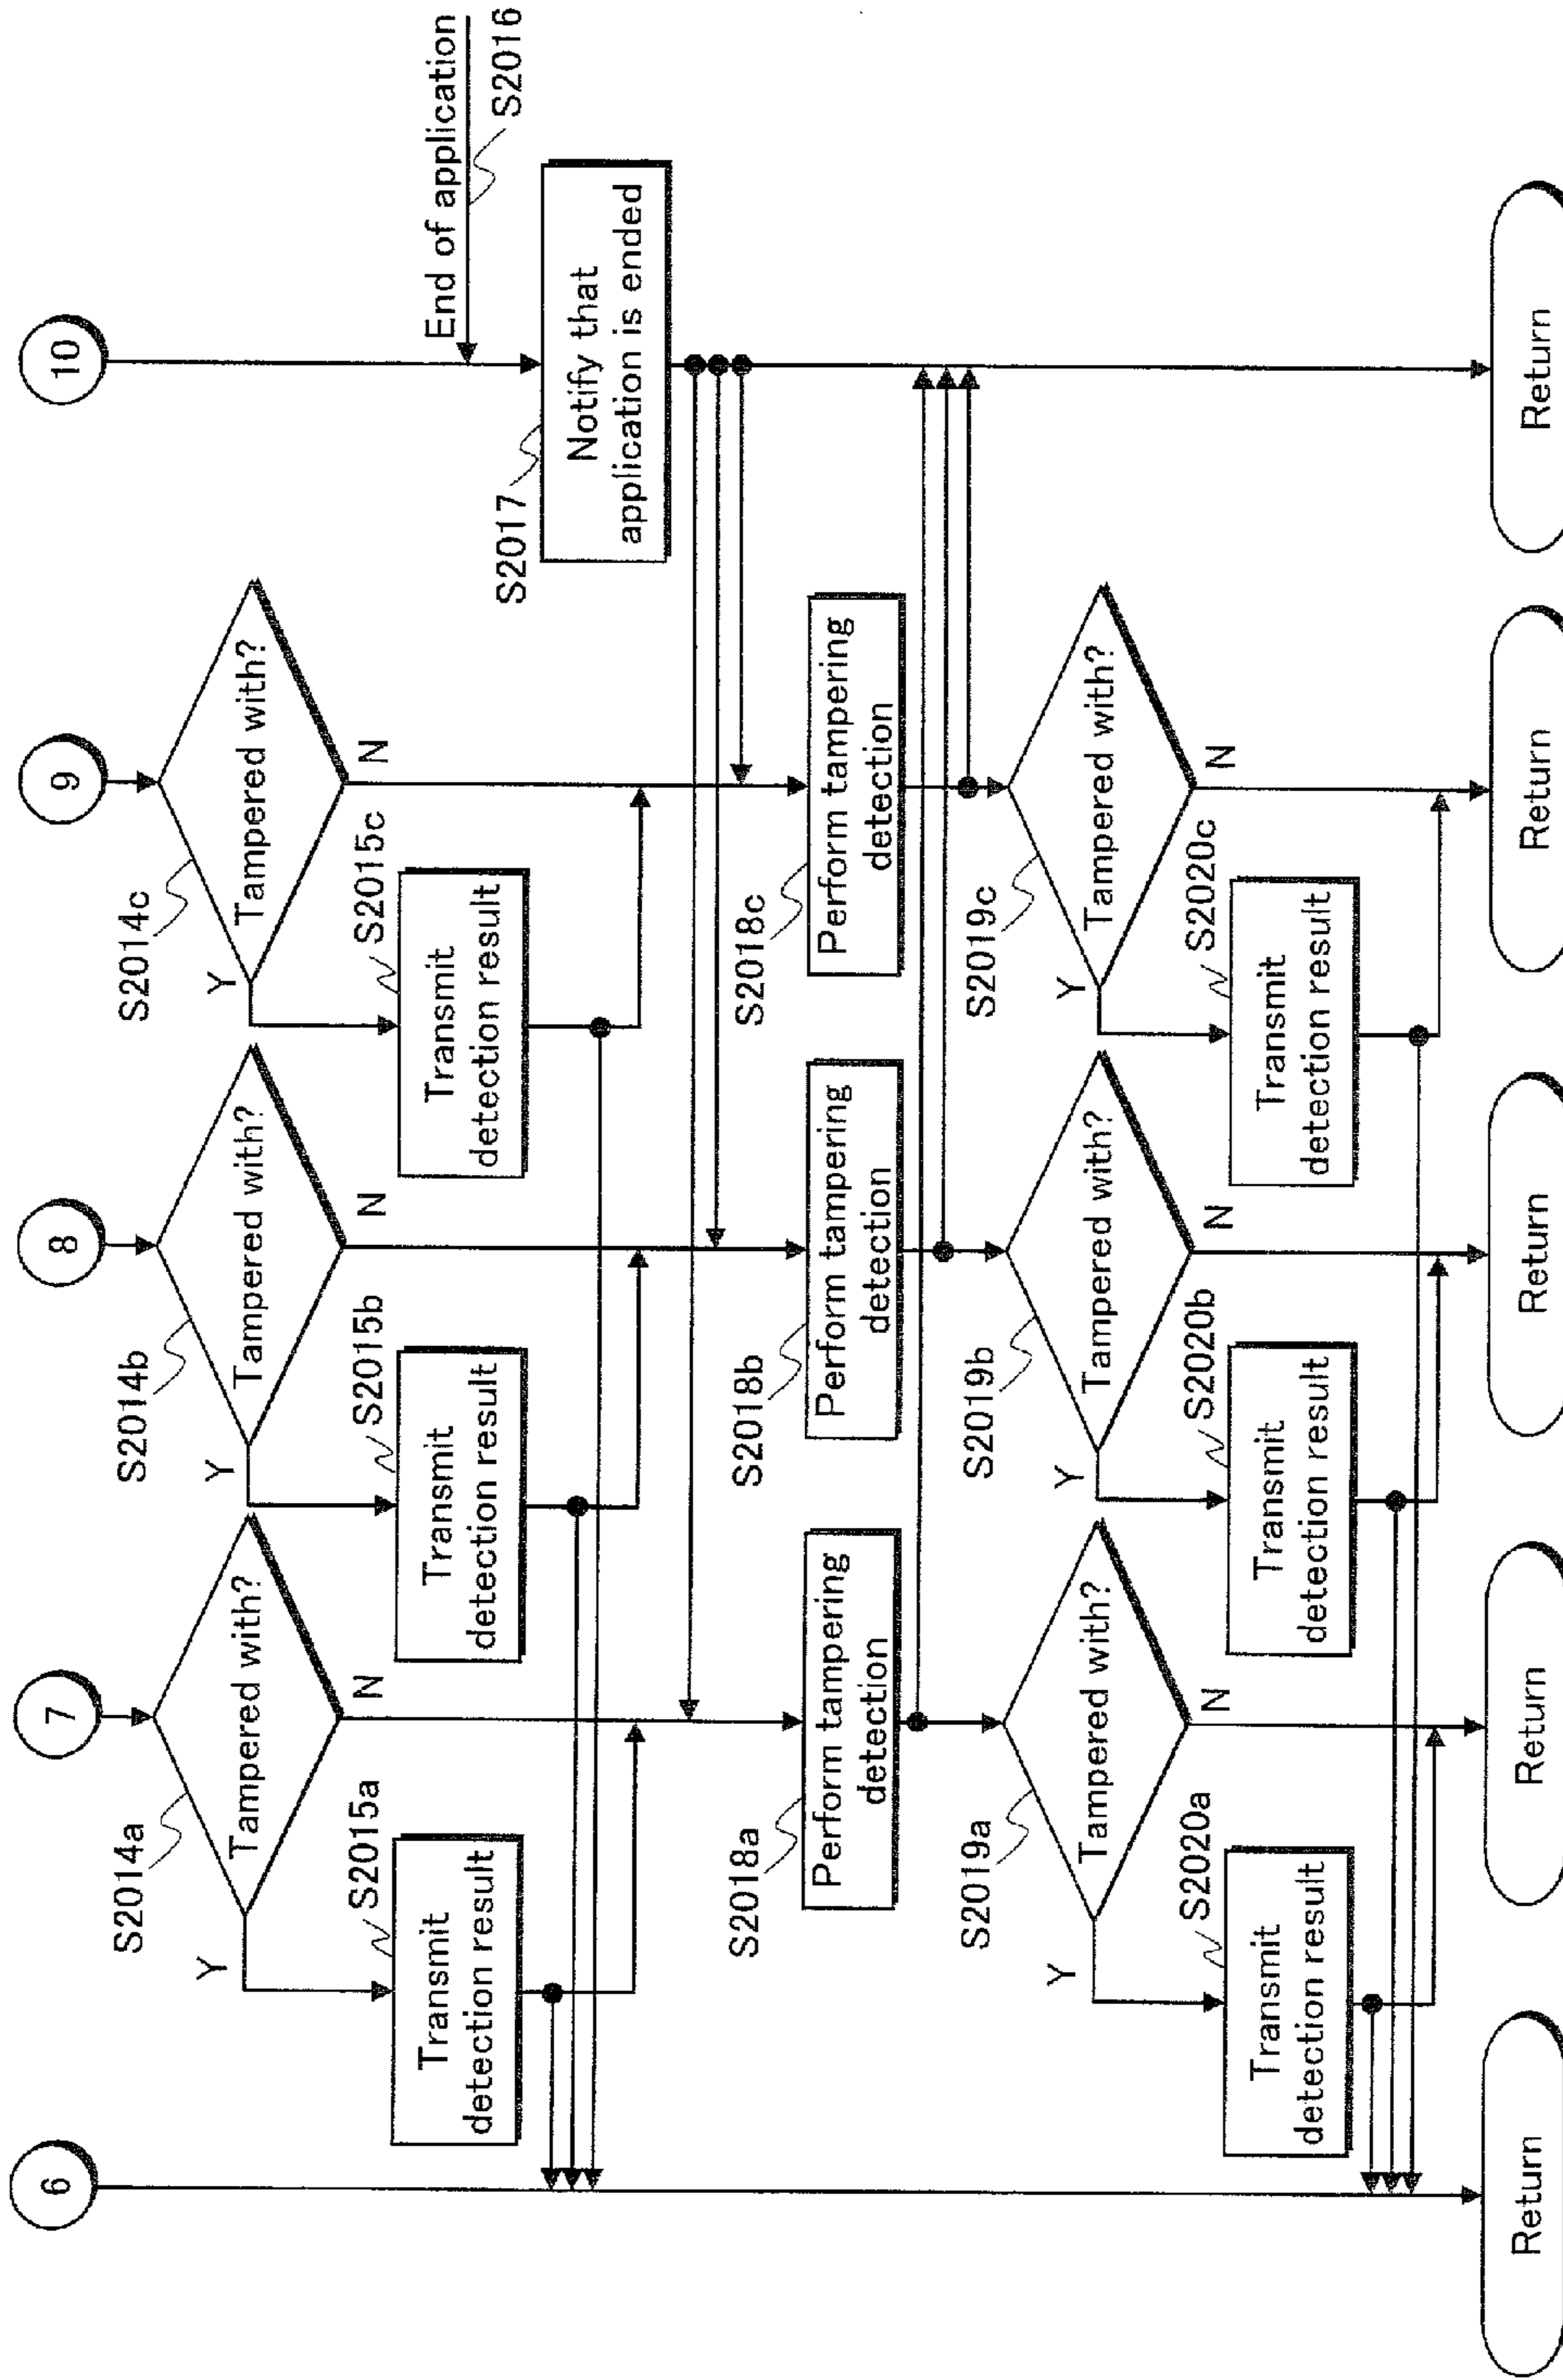 6
7
8
9
10
S2014a
Tampered with?
Y
N
S2014b
Tampered with?
Y
N
S2014c
Tampered with?
Y
N
End of application
S2016
S2015a
Transmit
detection result
S2015b
Transmit
detection result
S2015c
Transmit
detection result
S2017
Notify that
application is ended
S2018a
Perform tampering
detection
S2018b
Perform tampering
detection
S2018c
Perform tampering
detection
S2019a
Tampered with?
Y
N
S2019b
Tampered with?
Y
N
S2019c
Tampered with?
Y
N
S2020a
Transmit
detection result
S2020b
Transmit
detection result
S2020c
Transmit
detection result
Return
Return
Return
Return
Return